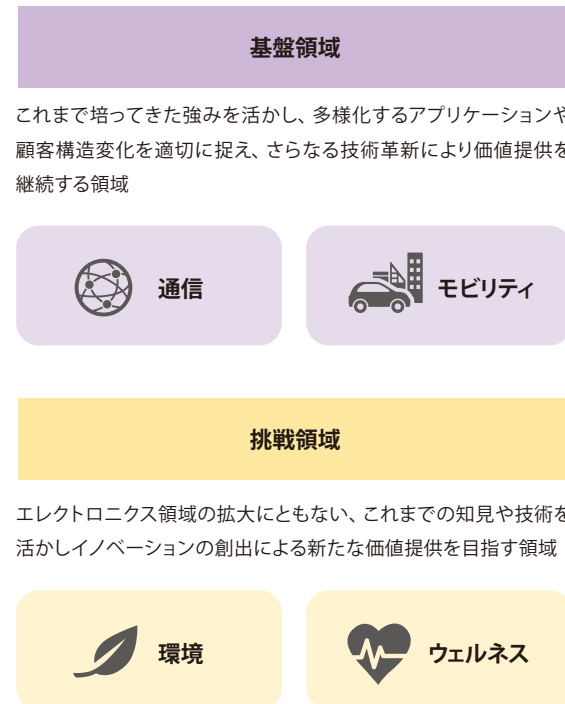 基盤領域
これまで培ってきた強みを活かし、多様化するアプリケーションや
顧客構造変化を適切に捉え、さらなる技術革新により価値提供を
継続する領域
通信
モビリティ
挑戦領域
エレクトロニクス領域の拡大にともない、これまでの知見や技術を
活かしイノベーションの創出による新たな価値提供を目指す領域
環境
ウェルネス